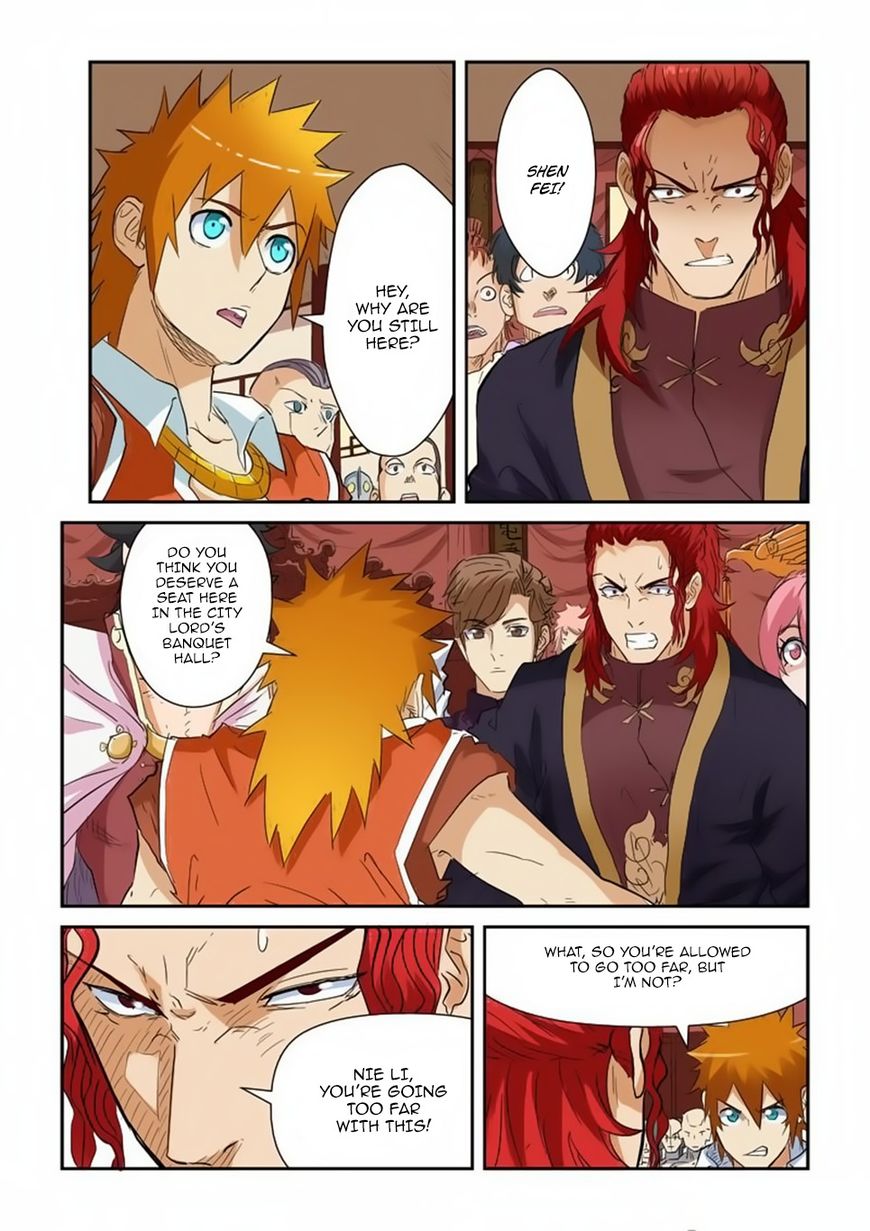 HEY,
WHY ARE
YOU STILL
HERE?
SHEN
FEI!
DO YOU
THINK YOU
DESERVE A
SEAT HERE
IN THE CITY
LORD'S
BANQUET
HALL?
NIE LI,
YOU'RE GOING
TOO FAR
WITH THIS!
WHAT, SO YOU'RE ALLOWED
TO GO TOO FAR, BUT
I'M NOT?